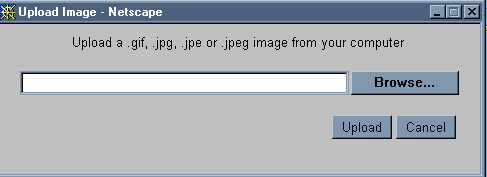 Upload Image - Netscape
Upload a .gif, .jpg, .jpe or .jpeg image from your computer
Browse...
Upload Cancel